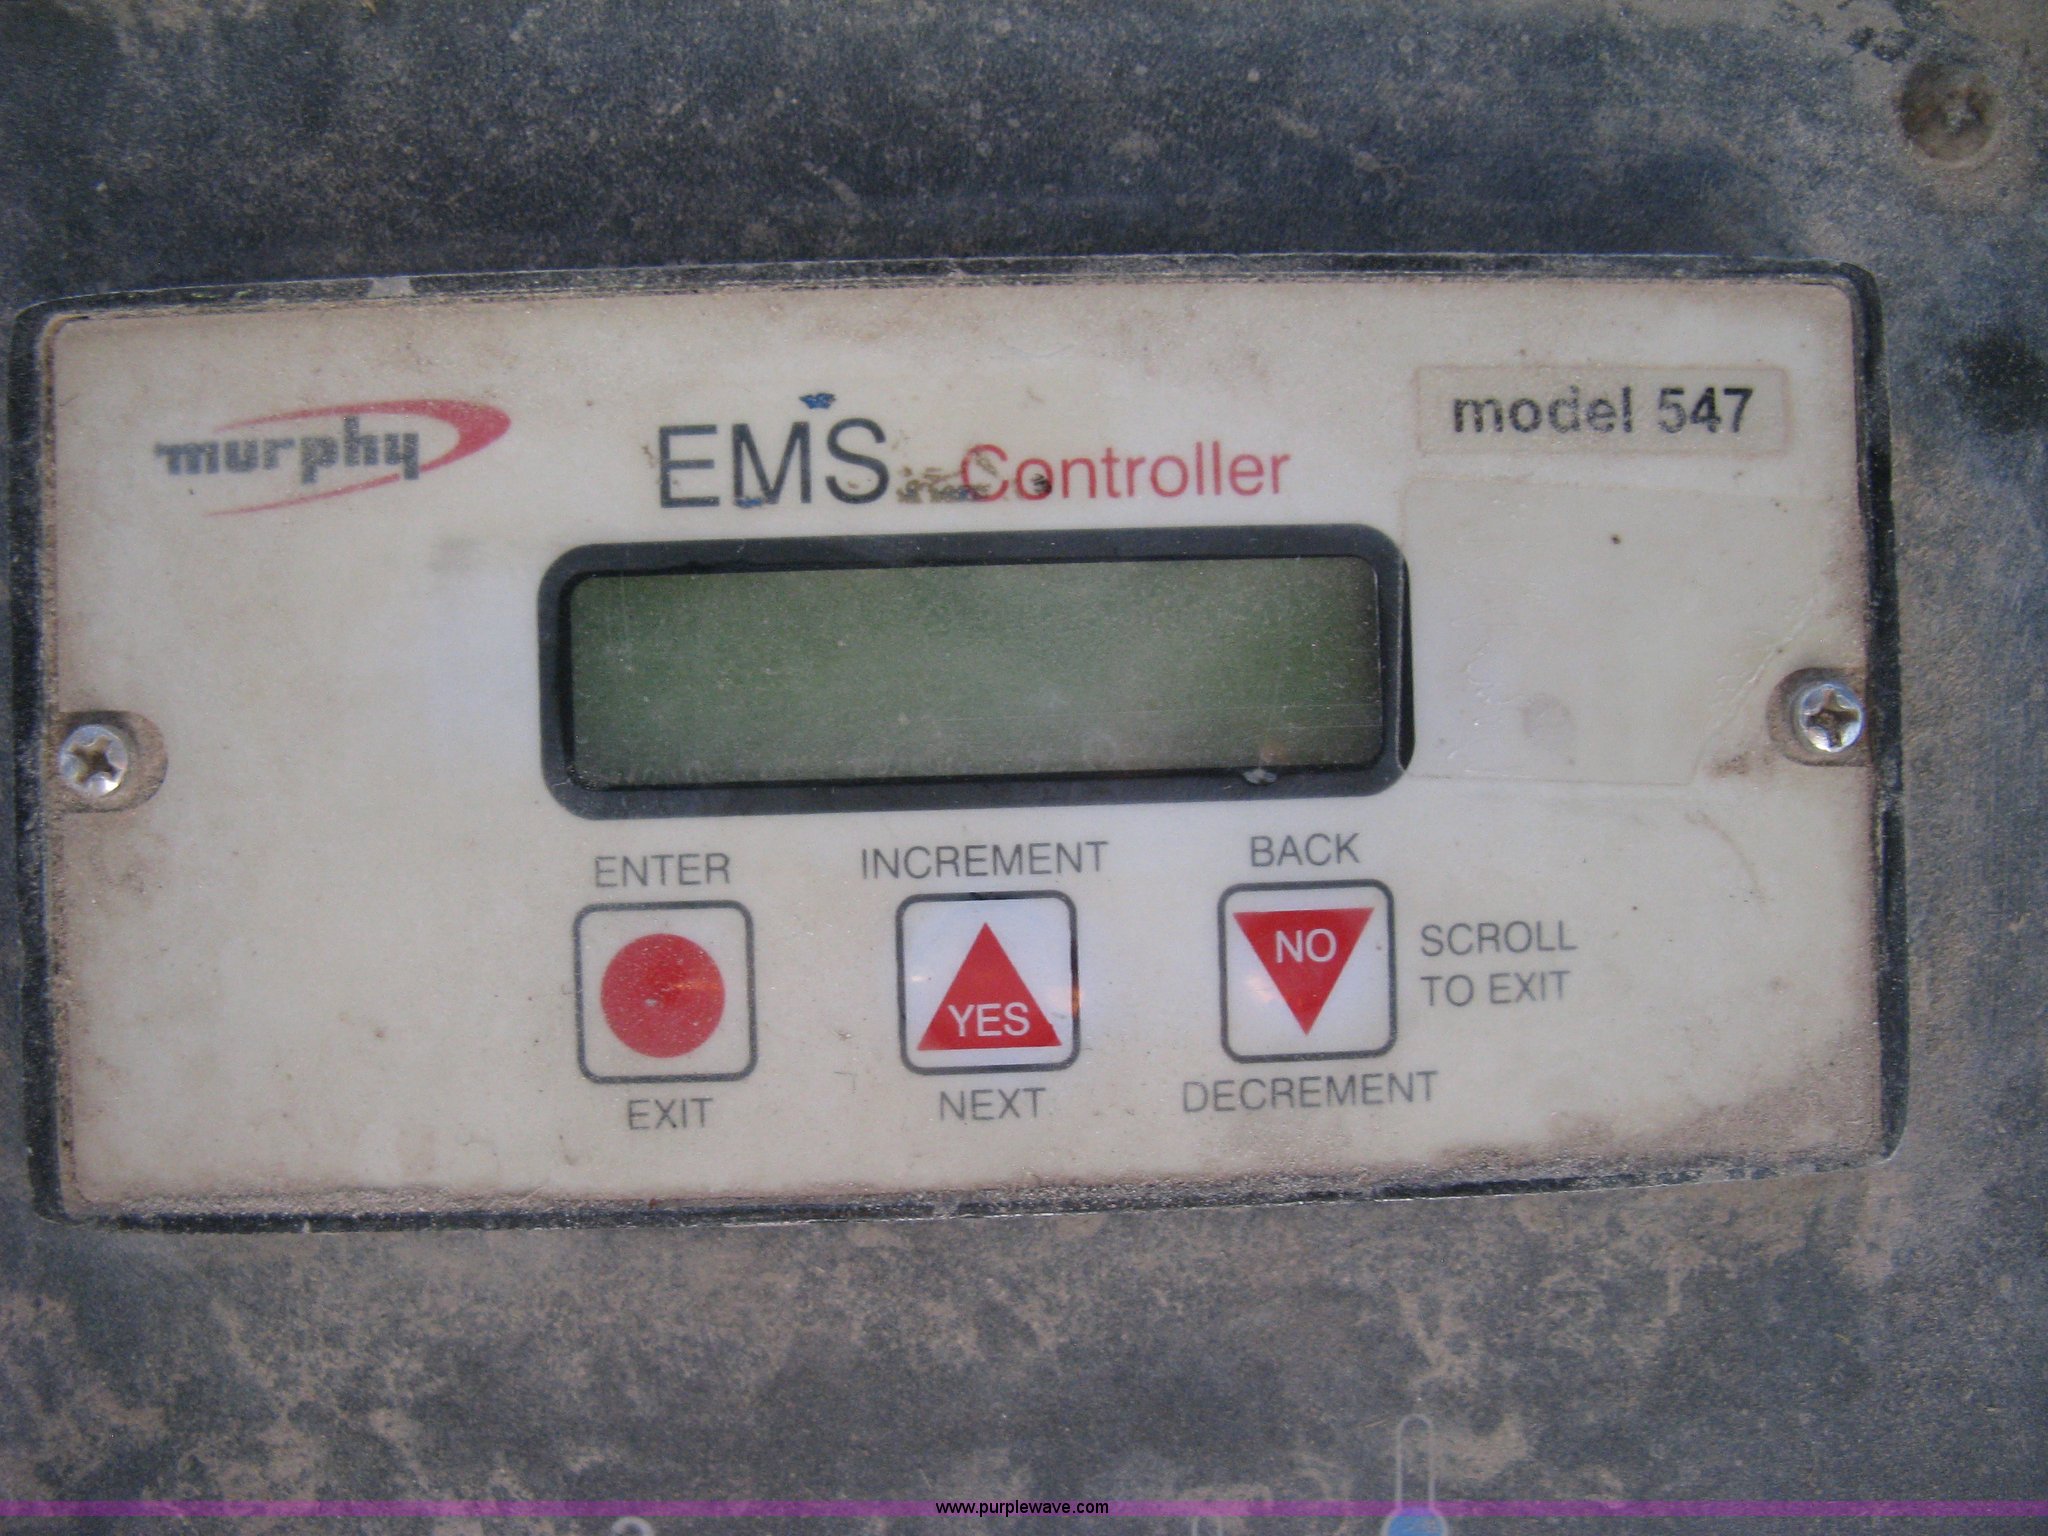 murphy
EMS Controller
model 547
ENTER
INCREMENT
BACK
YES
NO
SCROLL
TO EXIT
EXIT
NEXT
DECREMENT
www.purplewave.com